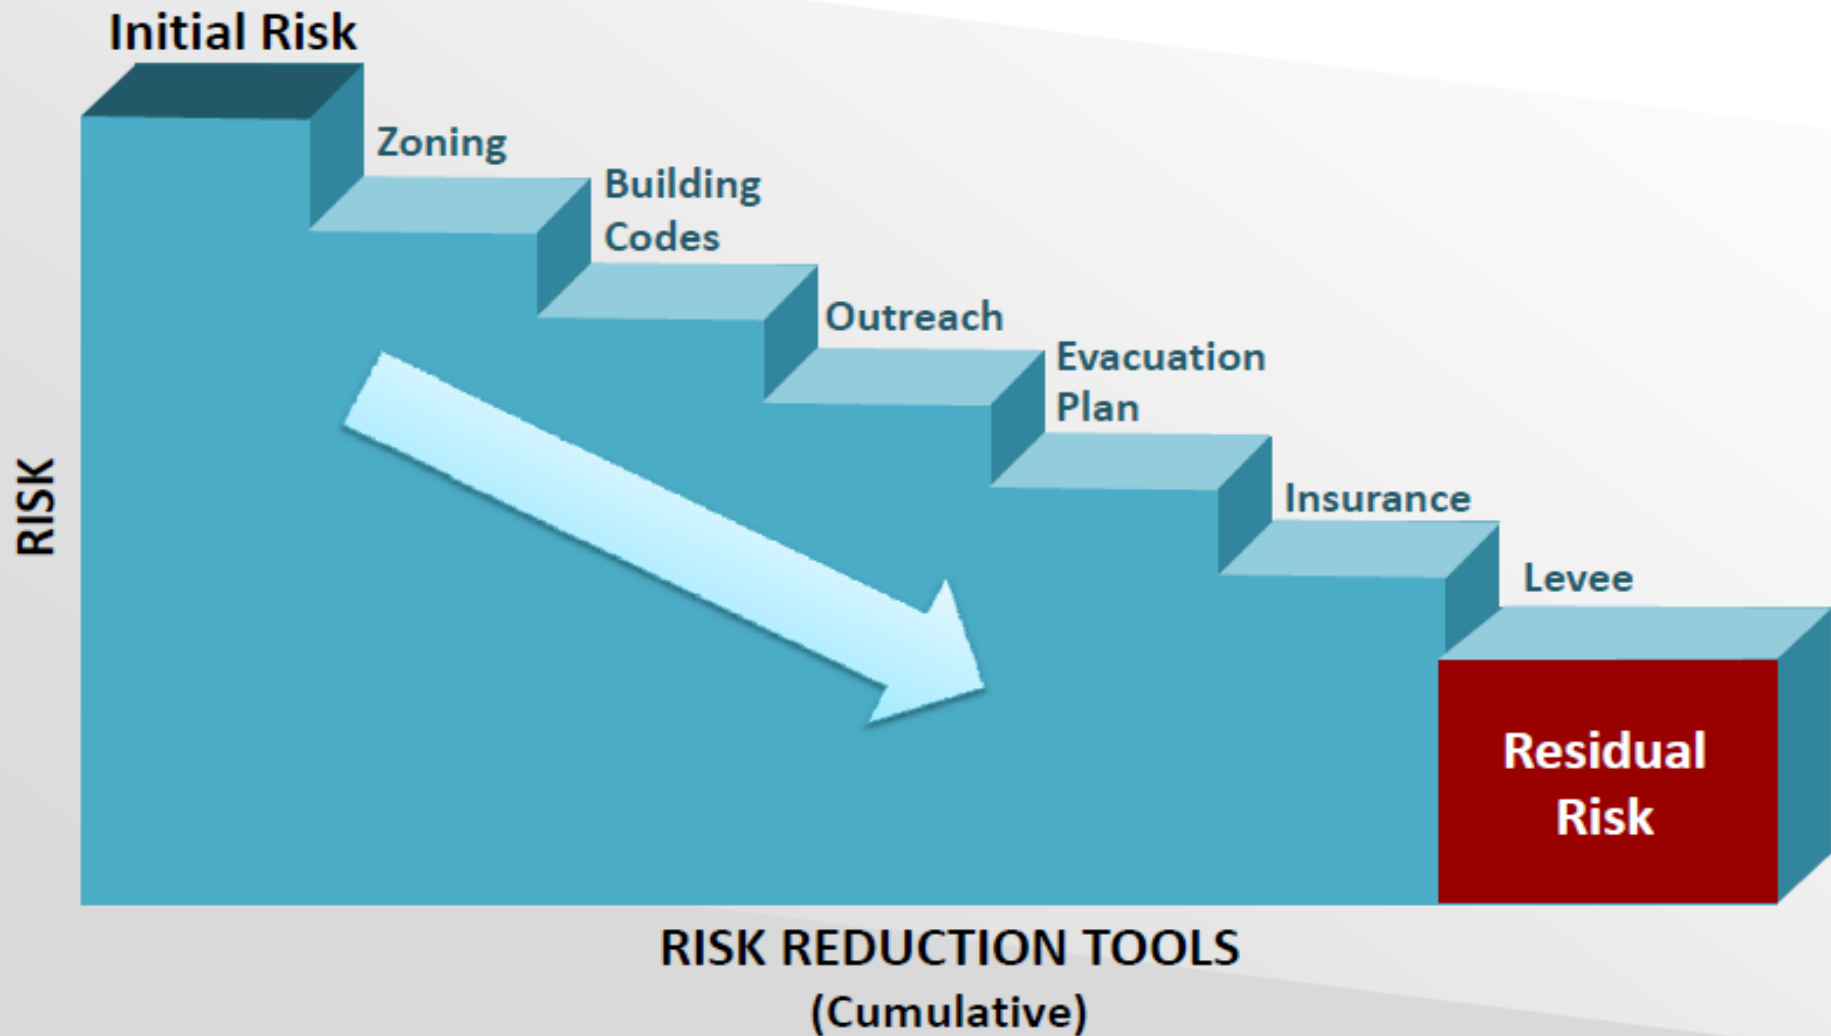 Initial Risk
Zoning
Building
Codes
Outreach
Evacuation
Plan
Insurance
Levee
RISK
Residual
Risk
RISK REDUCTION TOOLS
(Cumulative)